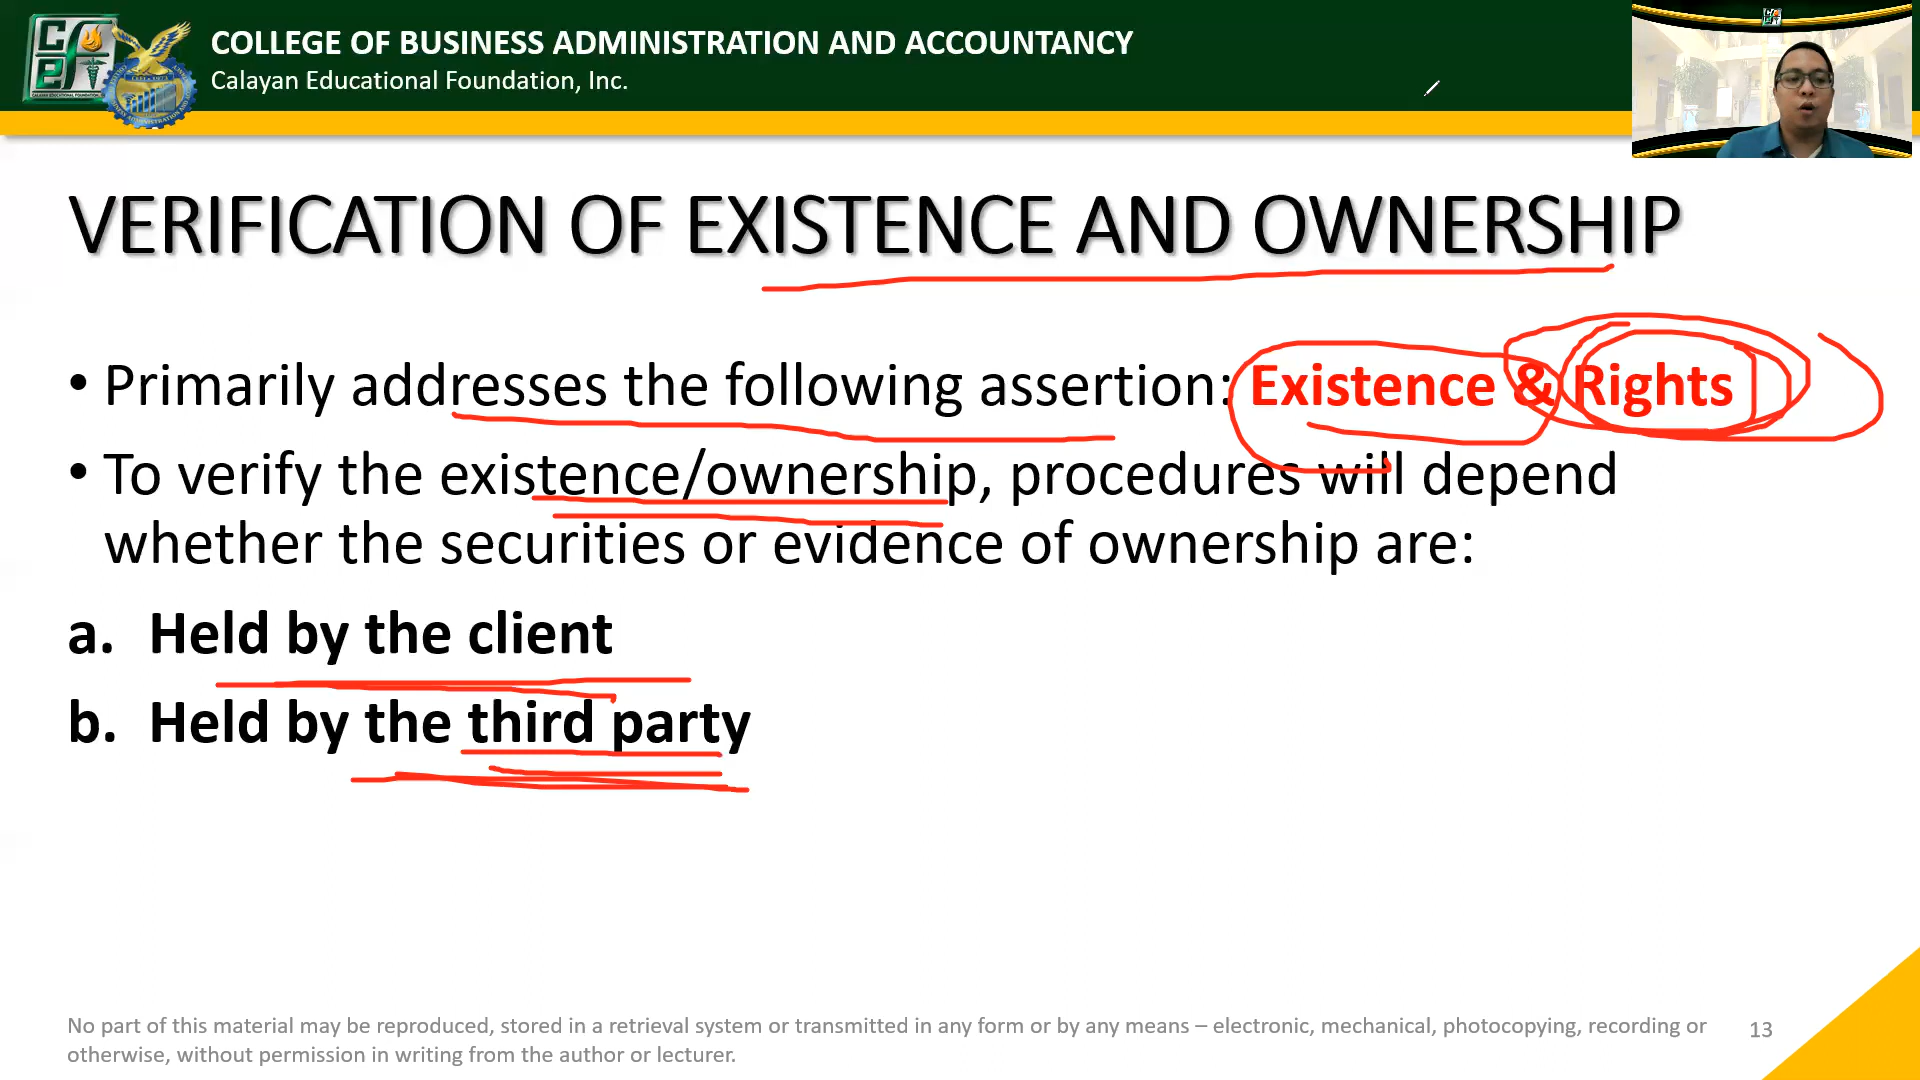 COLLEGE OF BUSINESS ADMINISTRATION AND ACCOUNTANCY
Calayan Educational Foundation, Inc.
VERIFICATION OF EXISTENCE AND OWNERSHIP
• Primarily addresses the following assertion: Existence & Rights
• To verify the existence/ownership, procedures will depend
whether the securities or evidence of ownership are:
a. Held by the client
b. Held by the third party
No part of this material may be reproduced, stored in a retrieval system or transmitted in any form or by any means – electronic, mechanical, photocopying, recording or
otherwise, without permission in writing from the author or lecturer.
13